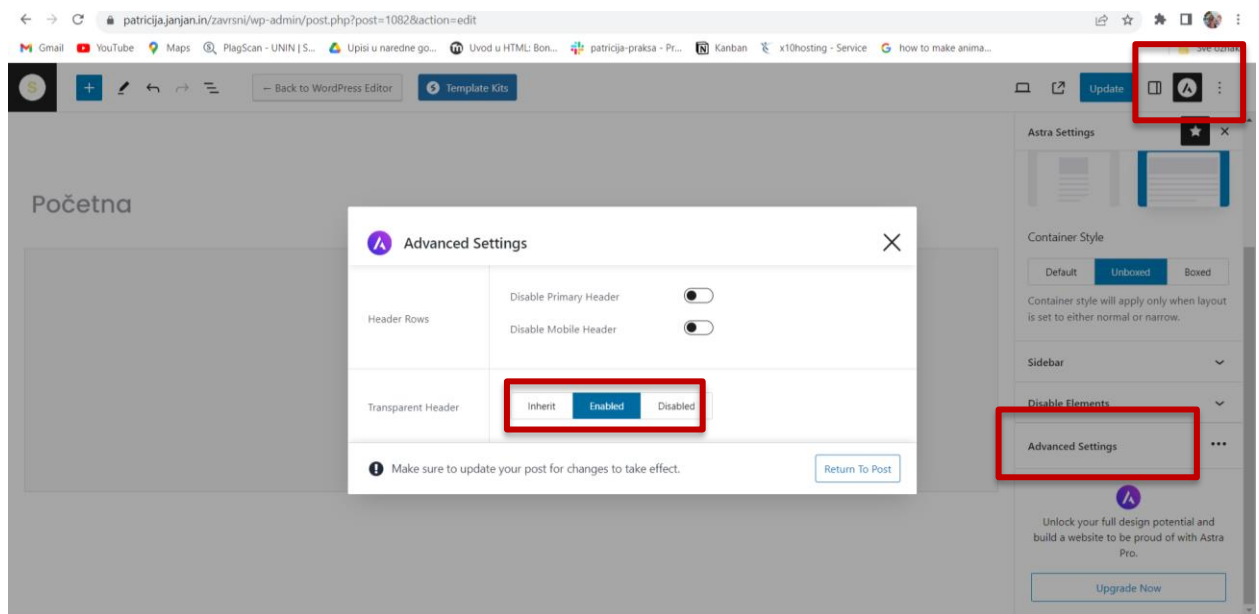 patricija.janjan.in/zavrsni/wp-admin/post.php?post=1082&action=edit
Gmail YouTube Maps PlagScan - UNIN | S... Upisi u naredne go... Uvod u HTML: Bon... patricija-praksa - Pr... Kanban x10hosting - Service how to make anima...
S ← Back to WordPress Editor Template Kits Update
Astra Settings
Početna
Container Style
Default Unboxed Boxed
Container style will apply only when layout
is set to either normal or narrow.
Sidebar
Disable Elements
Advanced Settings
Unlock your full design potential and
build a website to be proud of with Astra
Pro.
Upgrade Now
Advanced Settings
Header Rows
Disable Primary Header
Disable Mobile Header
Transparent Header
Inherit Enabled Disabled
Make sure to update your post for changes to take effect.
Return To Post